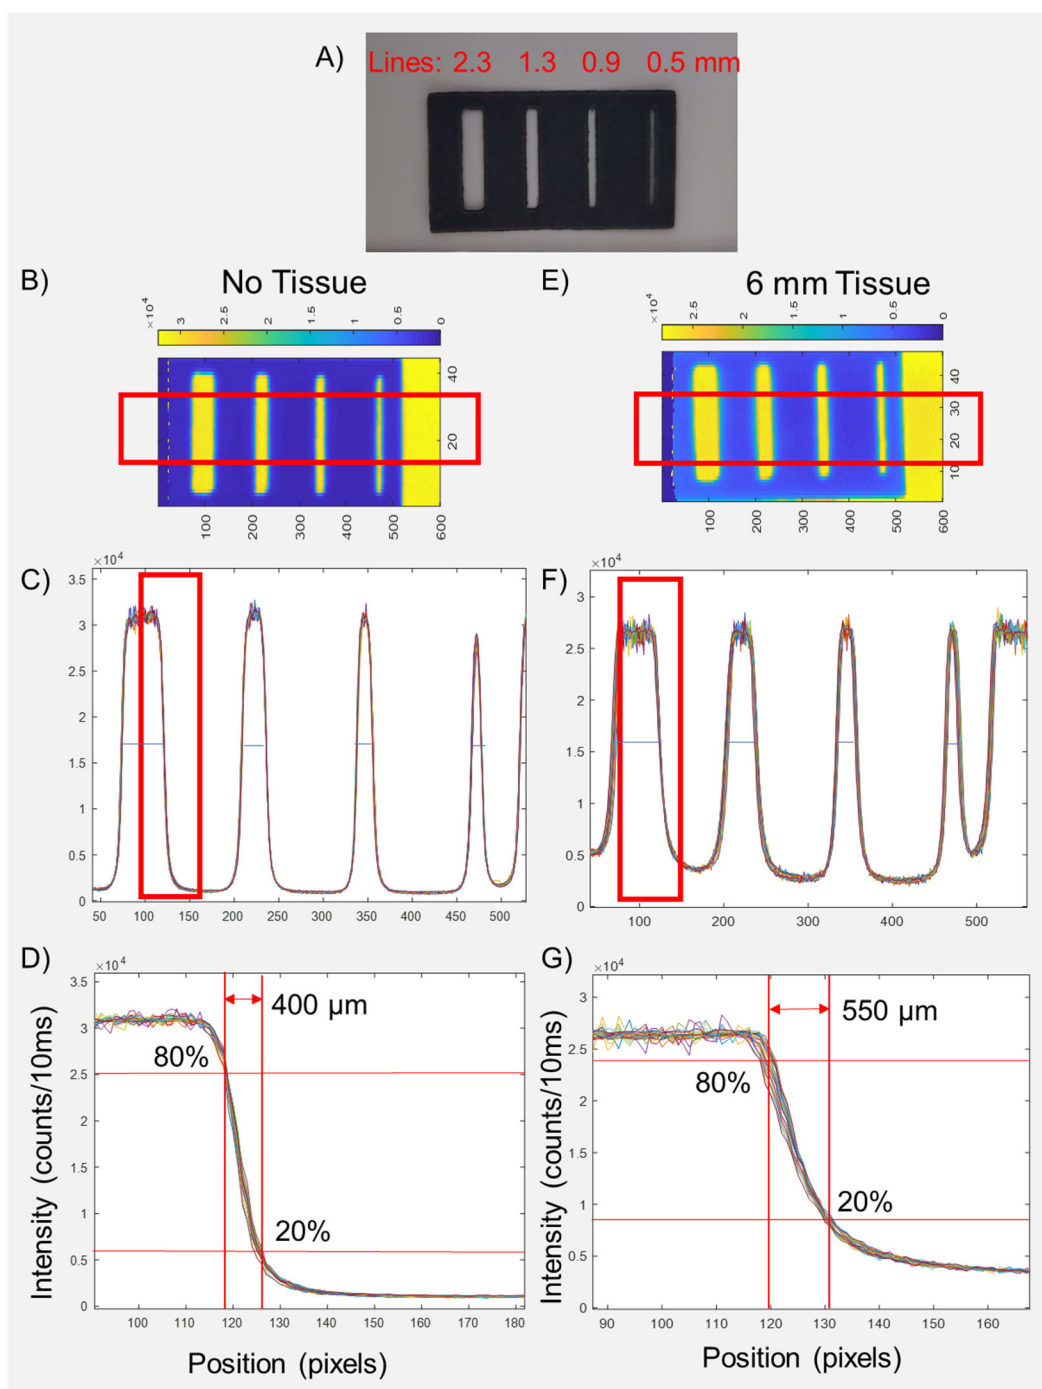 A)
Lines: 2.3 1.3 0.9 0.5 mm
B)
No Tissue
×10⁴
3 2.5 2 1.5 1 0.5 0
40
20
100 200 300 400 500 600
E)
6 mm Tissue
×10⁴
2.5 2 1.5 1 0.5 0
40
30
20
10
100 200 300 400 500 600
C)
×10⁴
3.5
3
2.5
2
1.5
1
0.5
0
50 100 150 200 250 300 350 400 450 500
F)
×10⁴
3
2.5
2
1.5
1
0.5
0
100 200 300 400 500
D)
×10⁴
3.5
3
2.5
2
1.5
1
0.5
0
400 µm
80%
20%
100 110 120 130 140 150 160 170 180
Intensity (counts/10ms)
Position (pixels)
G)
×10⁴
3
2.5
2
1.5
1
0.5
0
550 µm
80%
20%
90 100 110 120 130 140 150 160
Intensity (counts/10ms)
Position (pixels)